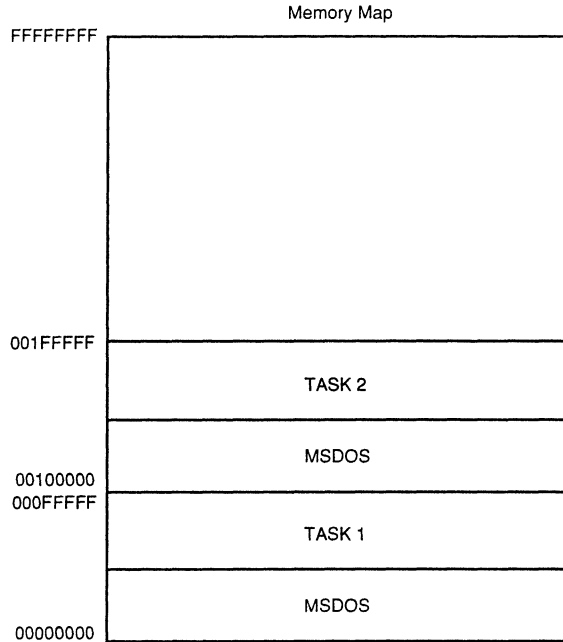 Memory Map
FFFFFFFF
001FFFFF
TASK 2
MSDOS
00100000
000FFFFF
TASK 1
MSDOS
00000000